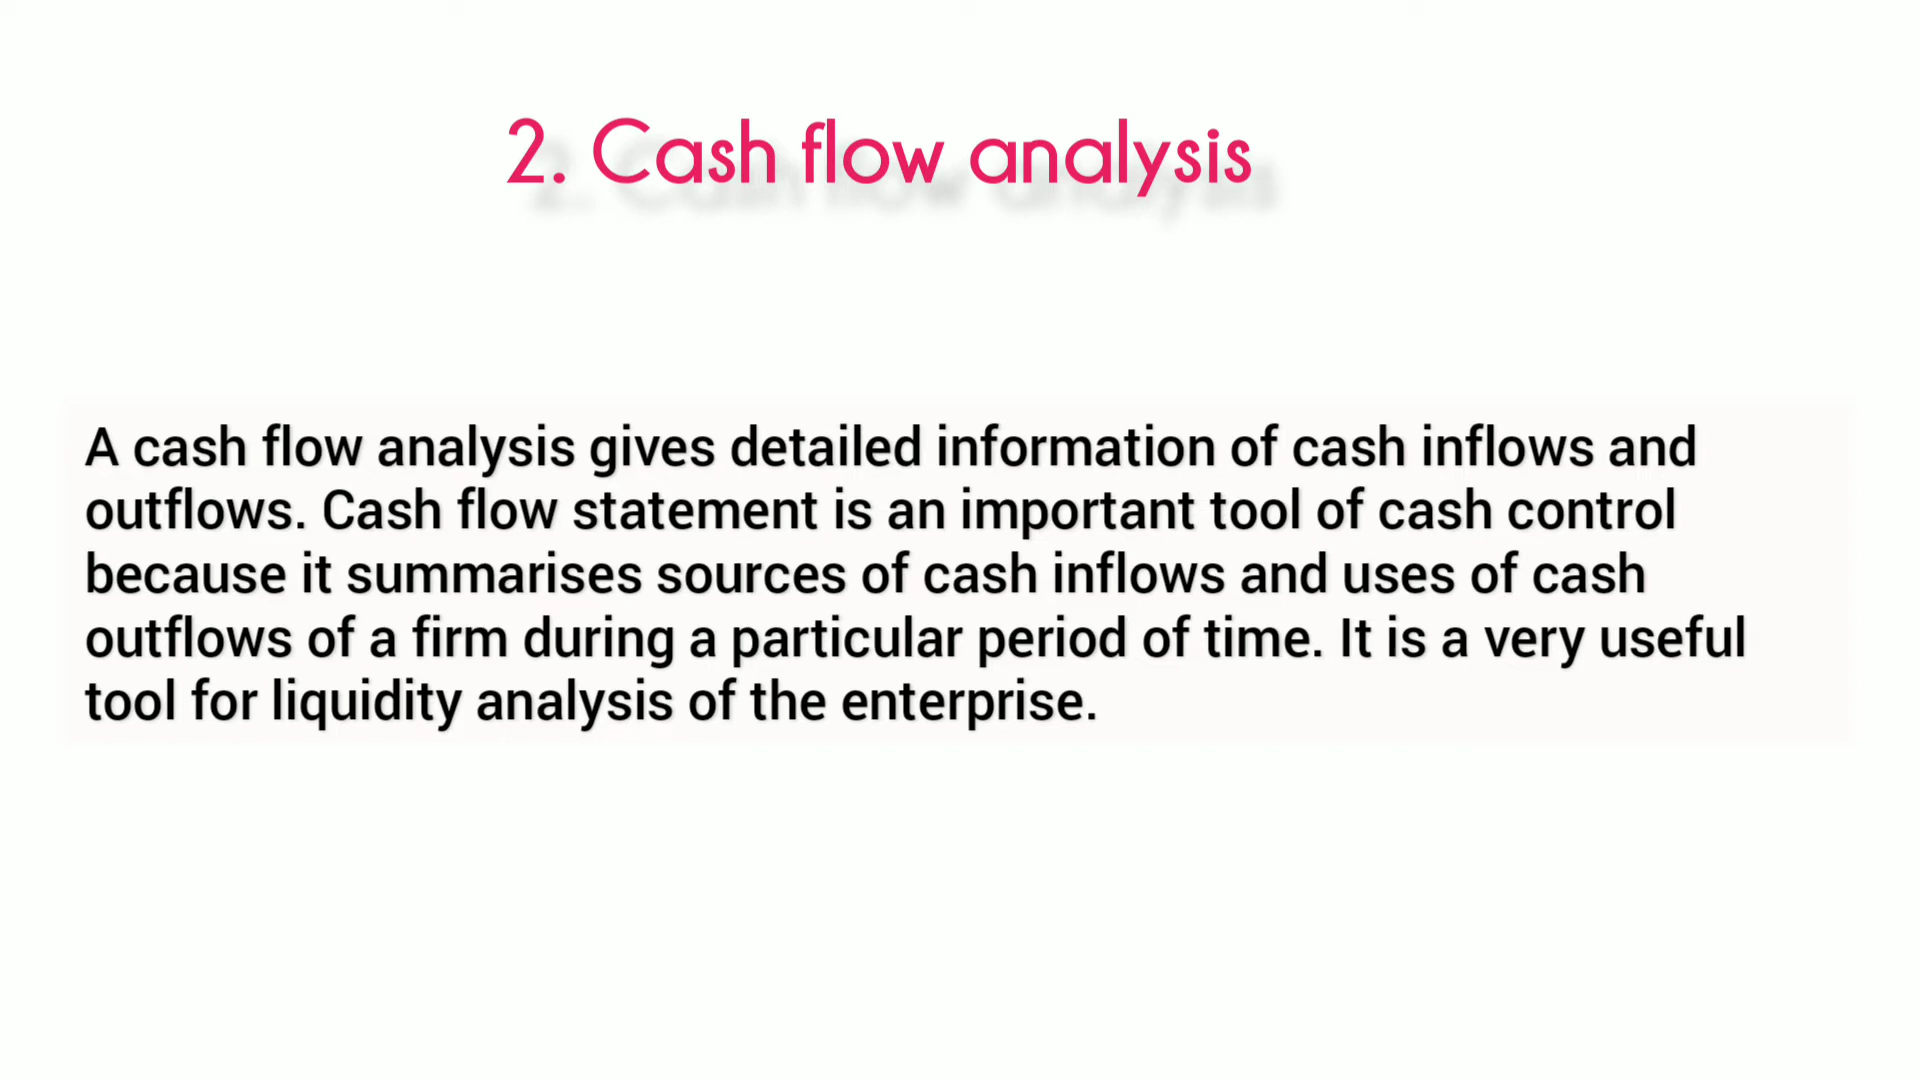 2. Cash flow analysis
A cash flow analysis gives detailed information of cash inflows and
outflows. Cash flow statement is an important tool of cash control
because it summarises sources of cash inflows and uses of cash
outflows of a firm during a particular period of time. It is a very useful
tool for liquidity analysis of the enterprise.